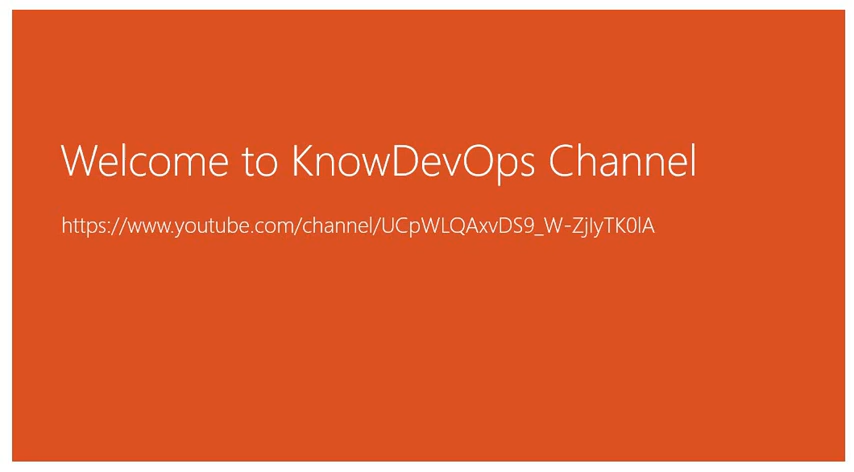 Welcome to KnowDevOps Channel
https://www.youtube.com/channel/UCpWLQAxvDS9_W-ZjIyTK0lA